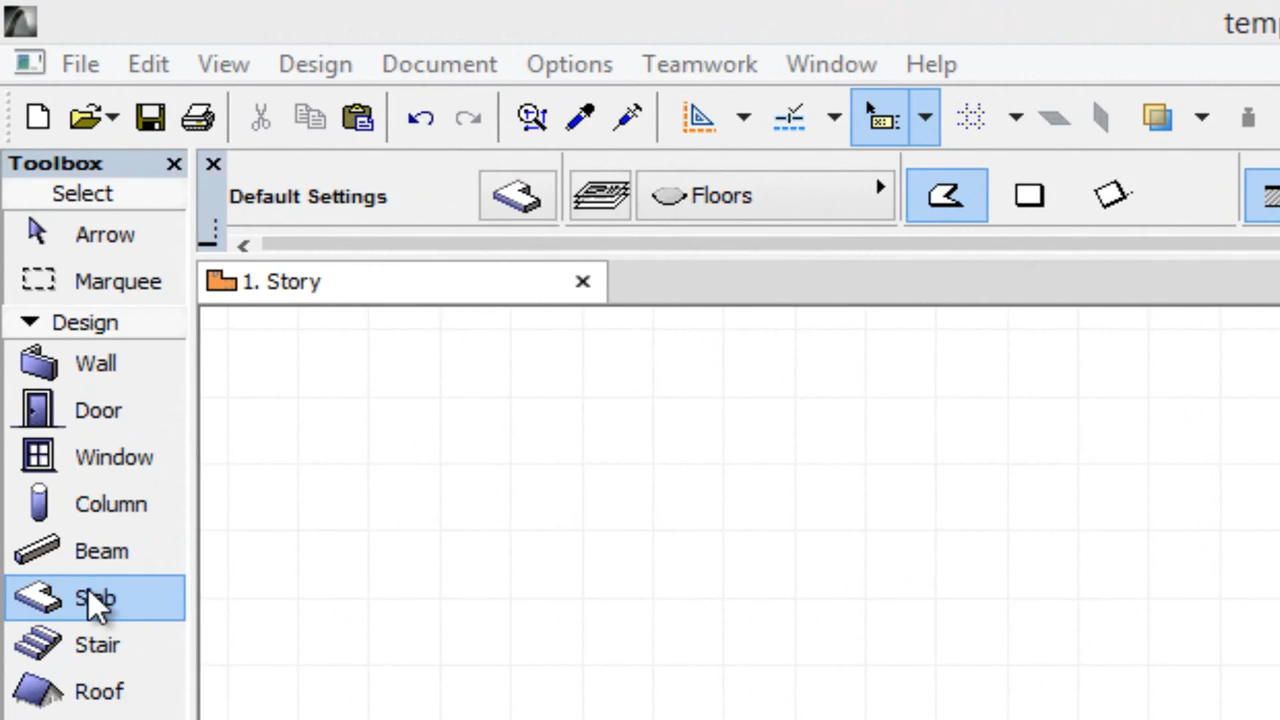 temp
File Edit View Design Document Options Teamwork Window Help
Toolbox
Select
Default Settings
Floors
Arrow
1. Story
Marquee
Design
Wall
Door
Window
Column
Beam
Stair
Roof